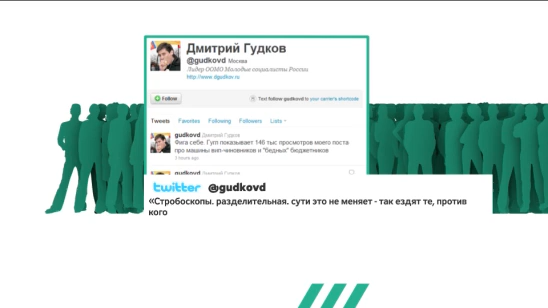 Дмитрий Гудков
@gudkovd Москва
Лидер ООМО Молодые социалисты России
http://www.dgudkov.ru
Follow
Text follow gudkovd to your carrier's shortcode
Tweets Favorites Following Followers Lists
gudkovd Дмитрий Гудков
Фига себе. Гугл показывает 146 тыс просмотров моего поста
про машины вип-чиновников и "бедных" бюджетников
2 hours ago
gudkovd Дмитрий Гудков
twitter @gudkovd
«Стробоскопы. разделительная. сути это не меняет - так ездят те, против
кого